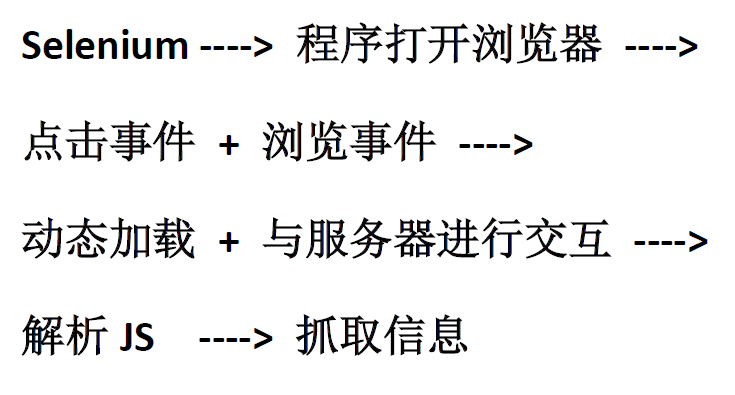 Selenium ----> 程序打开浏览器 ---->
点击事件 + 浏览事件 ---->
动态加载 + 与服务器进行交互 ---->
解析 JS ----> 抓取信息